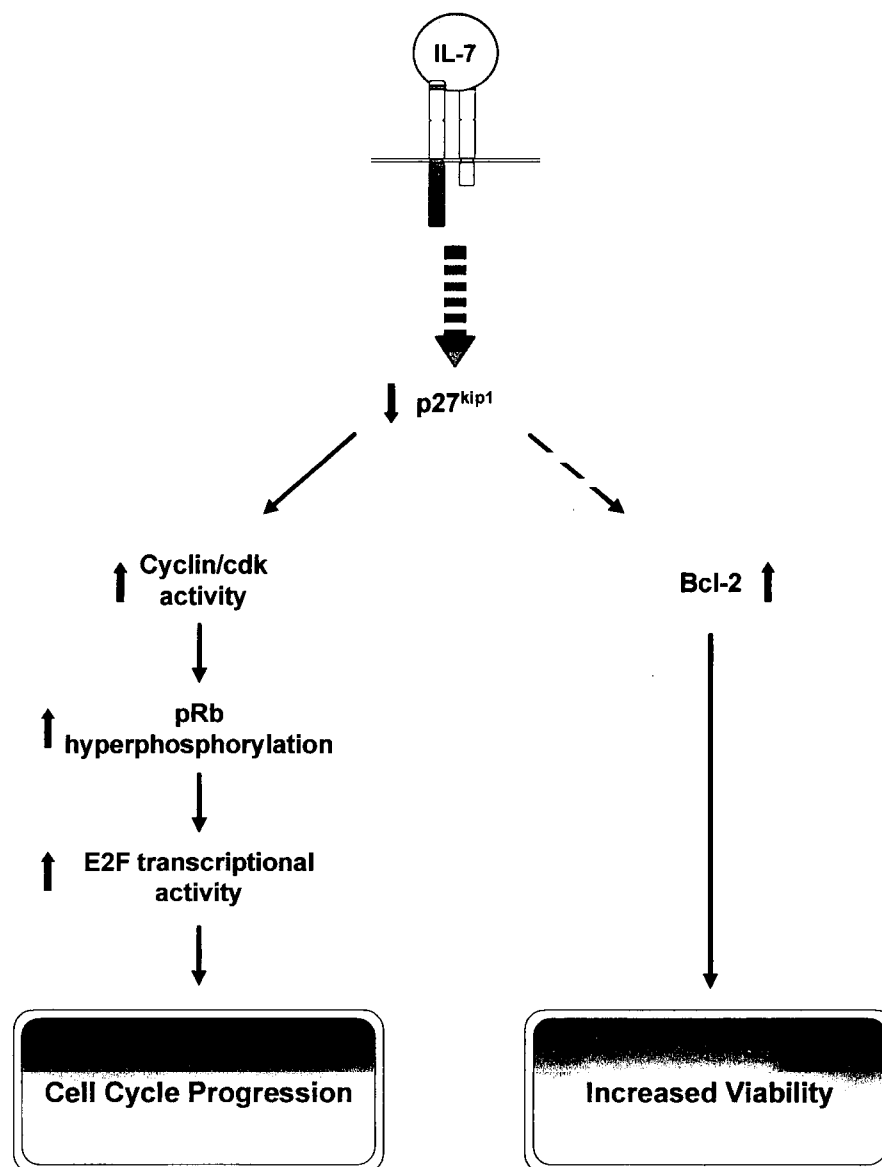 IL-7
p27kip1
Cyclin/cdk
activity
Bcl-2
pRb
hyperphosphorylation
E2F transcriptional
activity
Cell Cycle Progression
Increased Viability